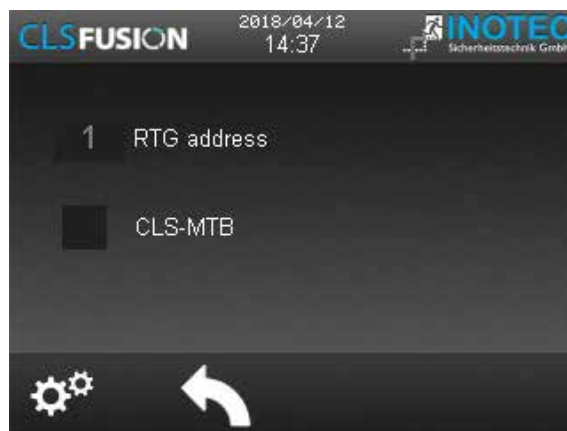 CLSFUSION
2018/04/12
14:37
INOTEC
Sicherheitstechnik GmbH
1 RTG address
CLS-MTB